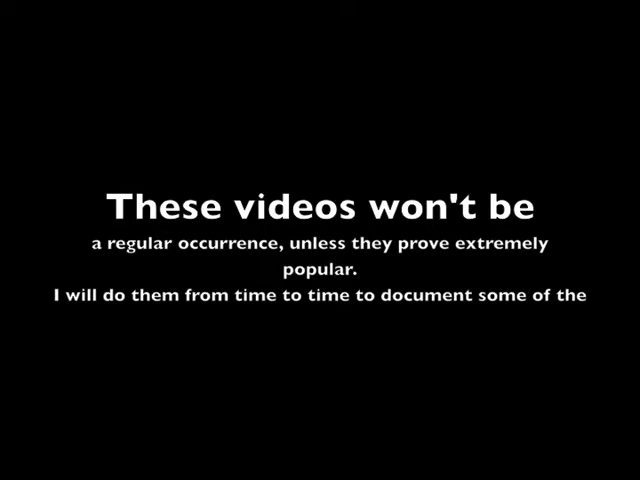 These videos won't be
a regular occurrence, unless they prove extremely
popular.
I will do them from time to time to document some of the